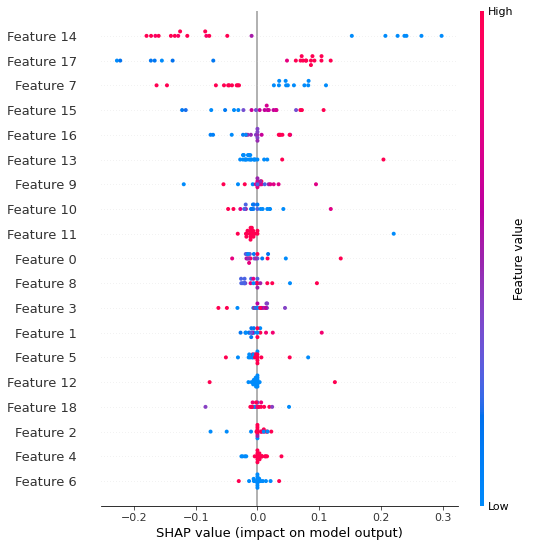 High
Feature 14
Feature 17
Feature 7
Feature 15
Feature 16
Feature 13
Feature 9
Feature 10
Feature 11
Feature 0
Feature 8
Feature 3
Feature 1
Feature 5
Feature 12
Feature 18
Feature 2
Feature 4
Feature 6
Feature value
Low
−0.2 −0.1 0.0 0.1 0.2 0.3
SHAP value (impact on model output)